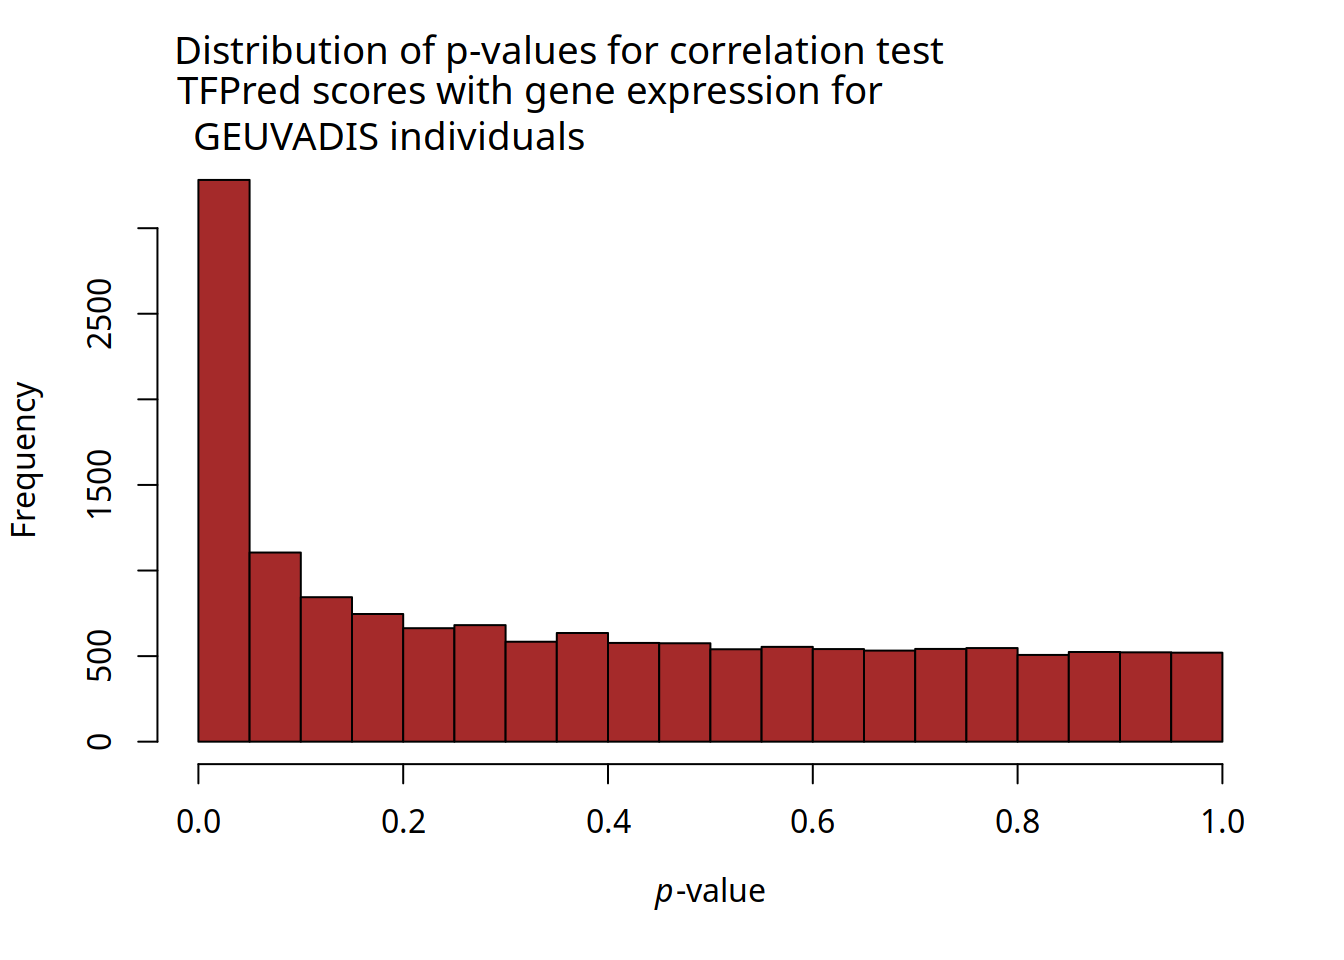 Distribution of p-values for correlation test
TFPred scores with gene expression for
GEUVADIS individuals
Frequency
2500
1500
500
0
0.0 0.2 0.4 0.6 0.8 1.0
p-value